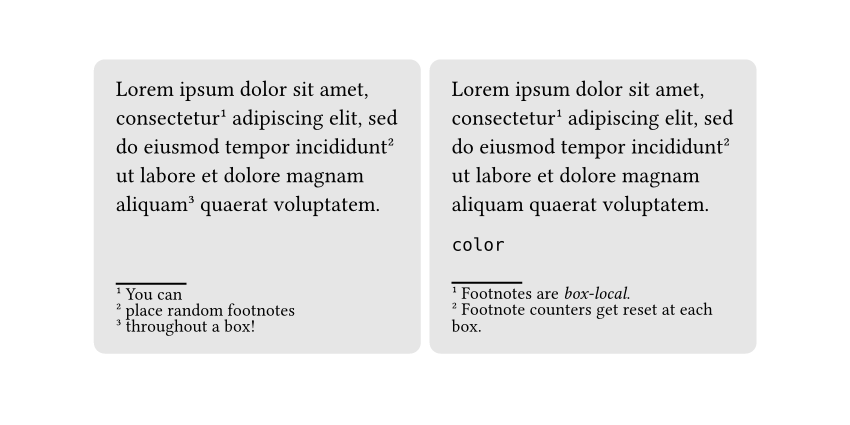 Lorem ipsum dolor sit amet,
consectetur¹ adipiscing elit, sed
do eiusmod tempor incididunt²
ut labore et dolore magnam
aliquam³ quaerat voluptatem.
¹ You can
² place random footnotes
³ throughout a box!
Lorem ipsum dolor sit amet,
consectetur¹ adipiscing elit, sed
do eiusmod tempor incididunt²
ut labore et dolore magnam
aliquam quaerat voluptatem.
color
¹ Footnotes are box-local.
² Footnote counters get reset at each
box.